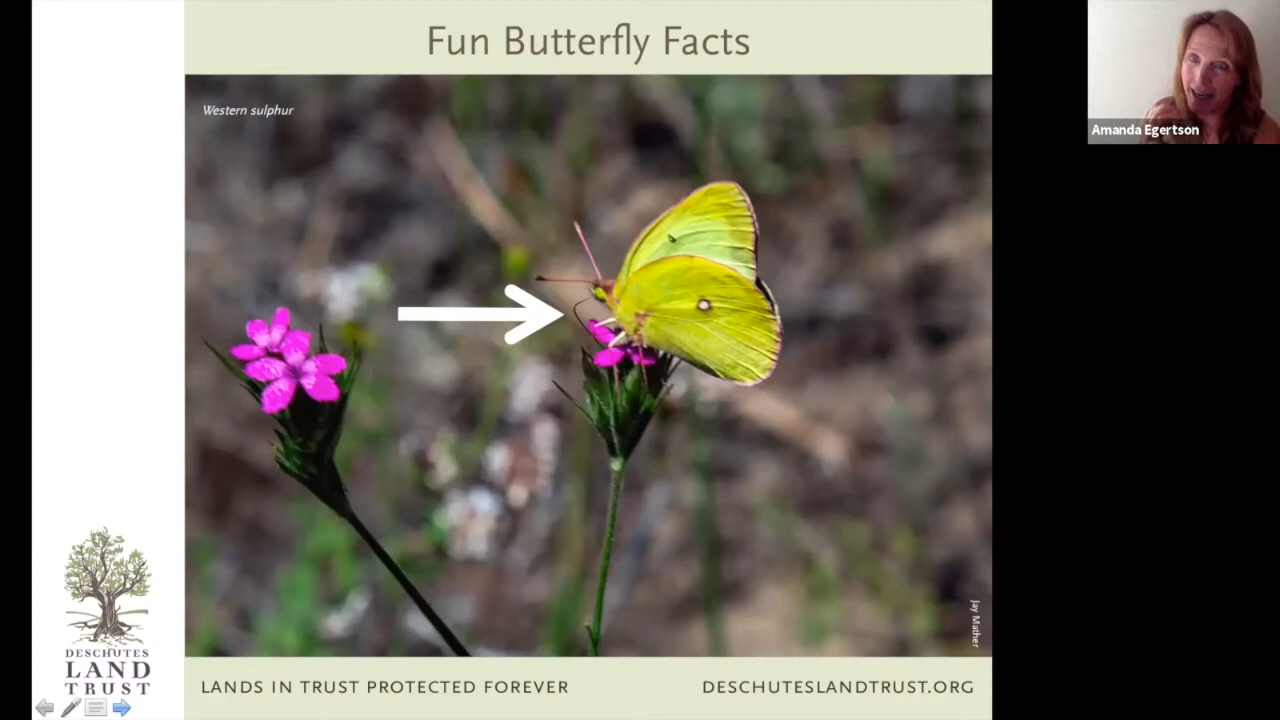 Fun Butterfly Facts
Western sulphur
Amanda Egertson
Jay Mather
DESCHUTES
LAND
TRUST
LANDS IN TRUST PROTECTED FOREVER
DESCHUTESLANDTRUST.ORG